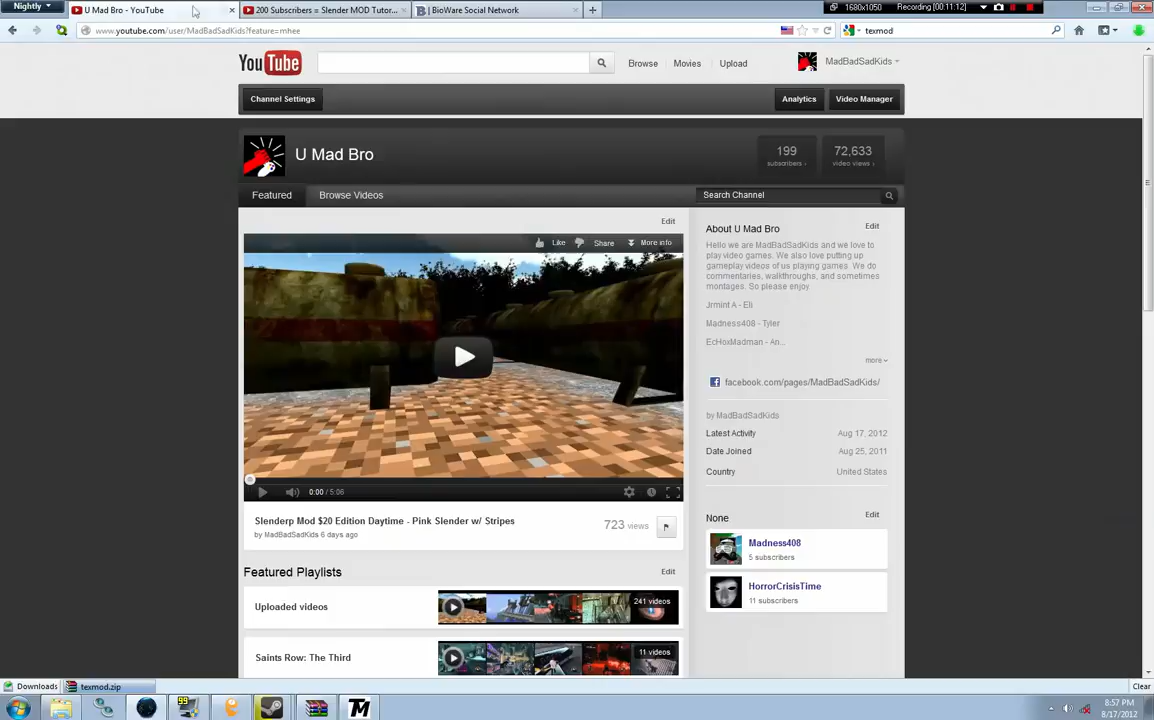 Nightly
U Mad Bro - YouTube
200 Subscribers = Slender MOD Tutor...
BioWare Social Network
1680x1050
Recording [00:11:12]
www.youtube.com/user/MadBadSadKids?feature=mhee
texmod
YouTube
Browse
Movies
Upload
MadBadSadKids
Channel Settings
Analytics
Video Manager
U Mad Bro
199
subscribers
72,633
video views
Featured
Browse Videos
Search Channel
Edit
Like
Share
More info
0:00 / 5:06
Slenderp Mod $20 Edition Daytime - Pink Slender w/ Stripes
by MadBadSadKids 6 days ago
723 views
Featured Playlists
Edit
Uploaded videos
241 videos
Saints Row: The Third
11 videos
About U Mad Bro
Edit
Hello we are MadBadSadKids and we love to
play video games. We also love putting up
gameplay videos of us playing games. We do
commentaries, walkthroughs, and sometimes
montages. So please enjoy.
Jrmint A - Eli
Madness408 - Tyler
EcHoxMadman - An...
more
facebook.com/pages/MadBadSadKids/
by MadBadSadKids
Latest Activity
Aug 17, 2012
Date Joined
Aug 25, 2011
Country
United States
None
Edit
Madness408
5 subscribers
HorrorCrisisTime
11 subscribers
Downloads
texmod.zip
Clear
8:57 PM
8/17/2012